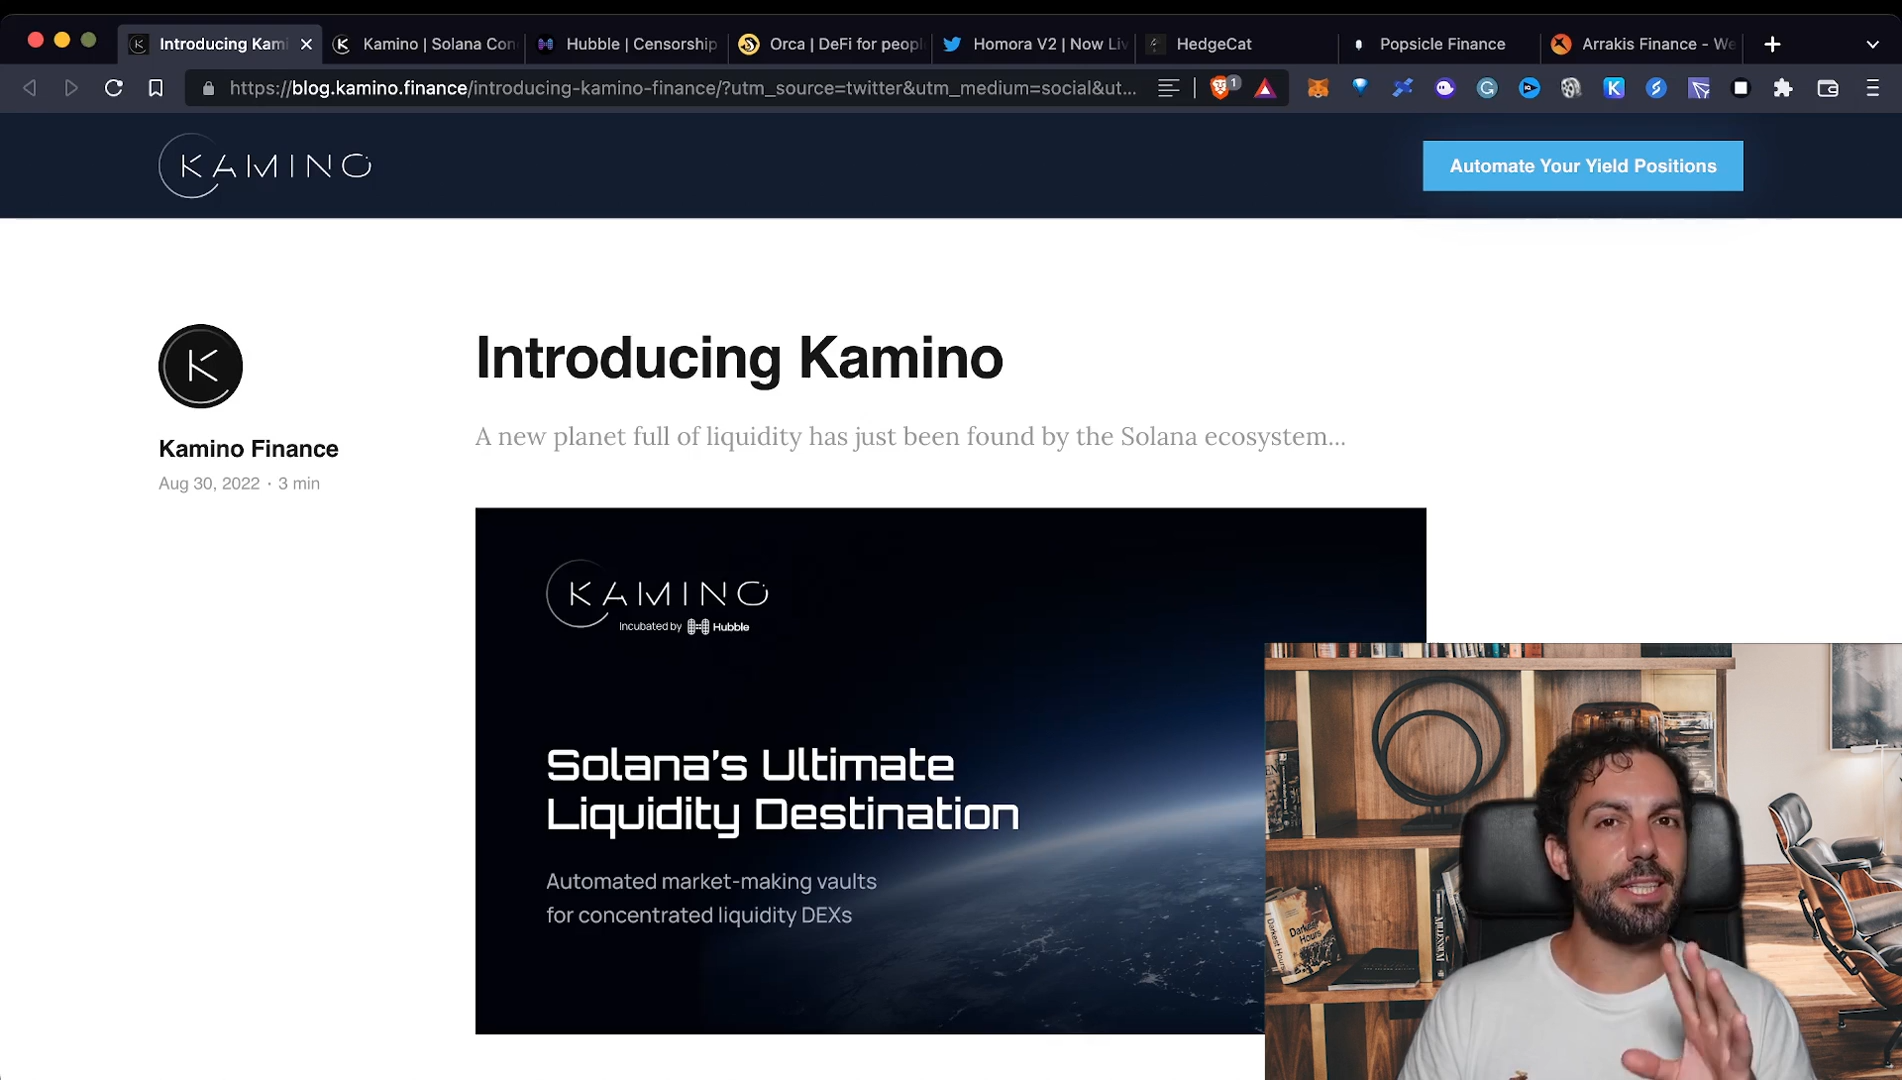 Introducing Kami
Kamino | Solana Con
Hubble | Censorship
Orca | DeFi for peopl
Homora V2 | Now Liv
HedgeCat
Popsicle Finance
Arrakis Finance - We
https://blog.kamino.finance/introducing-kamino-finance/?utm_source=twitter&utm_medium=social&ut...
1
KAMINO
Automate Your Yield Positions
K
Introducing Kamino
A new planet full of liquidity has just been found by the Solana ecosystem...
Kamino Finance
Aug 30, 2022 · 3 min
KAMINO
Incubated by Hubble
Solana's Ultimate
Liquidity Destination
Automated market-making vaults
for concentrated liquidity DEXs
Darkest
Hours